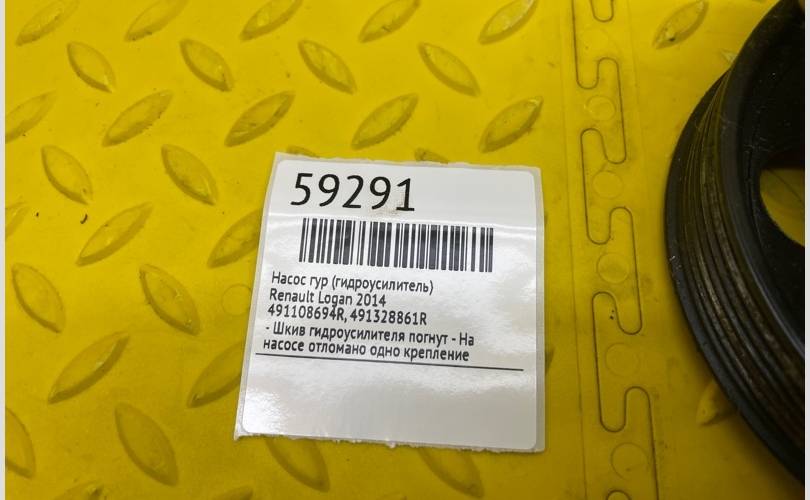 59291
Насос гур (гидроусилитель)
Renault Logan 2014
491108694R, 491328861R
- Шкив гидроусилителя погнут - На
насосе отломано одно крепление